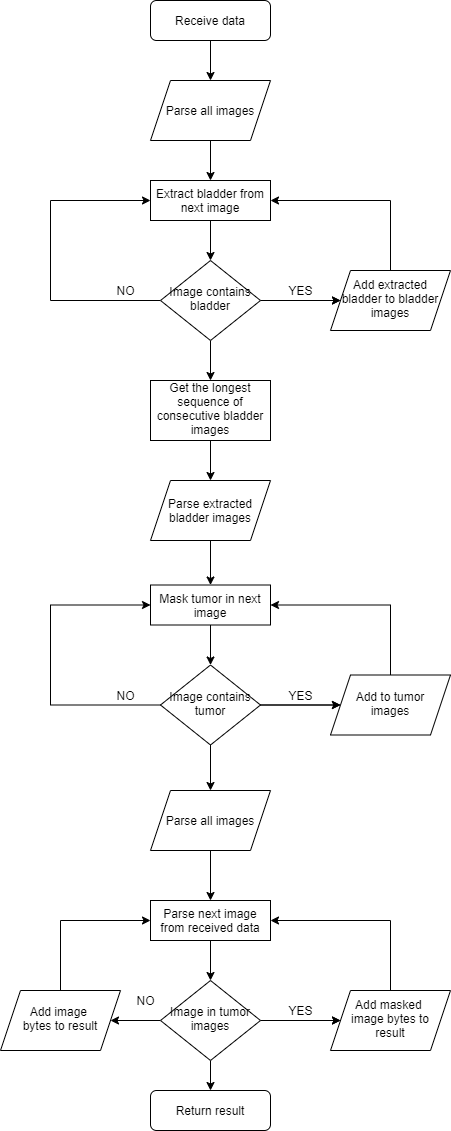 Receive data
Parse all images
Extract bladder from
next image
Image contains
bladder
NO
YES
Add extracted
bladder to bladder
images
Get the longest
sequence of
consecutive bladder
images
Parse extracted
bladder images
Mask tumor in next
image
Image contains
tumor
NO
YES
Add to tumor
images
Parse all images
Parse next image
from received data
Add image
bytes to result
NO
Image in tumor
images
YES
Add masked
image bytes to
result
Return result